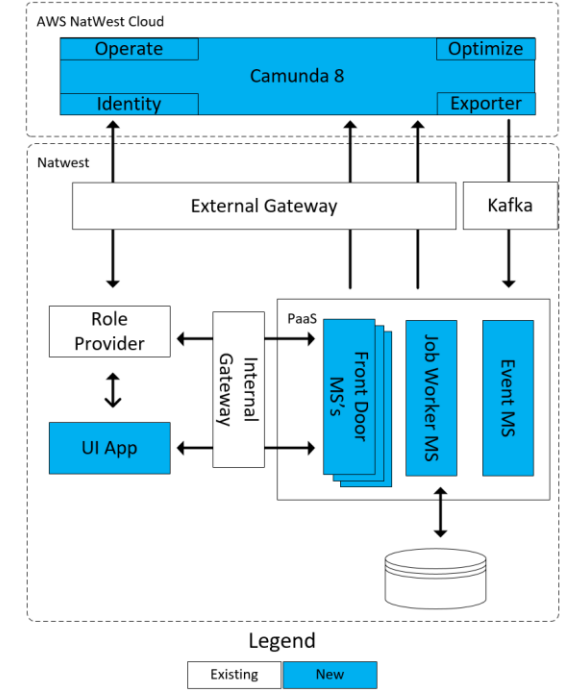 AWS NatWest Cloud
Operate
Optimize
Camunda 8
Identity
Exporter
Natwest
External Gateway
Kafka
Role
Provider
Internal
Gateway
PaaS
Front Door
MS's
Job Worker MS
Event MS
UI App
Legend
Existing
New